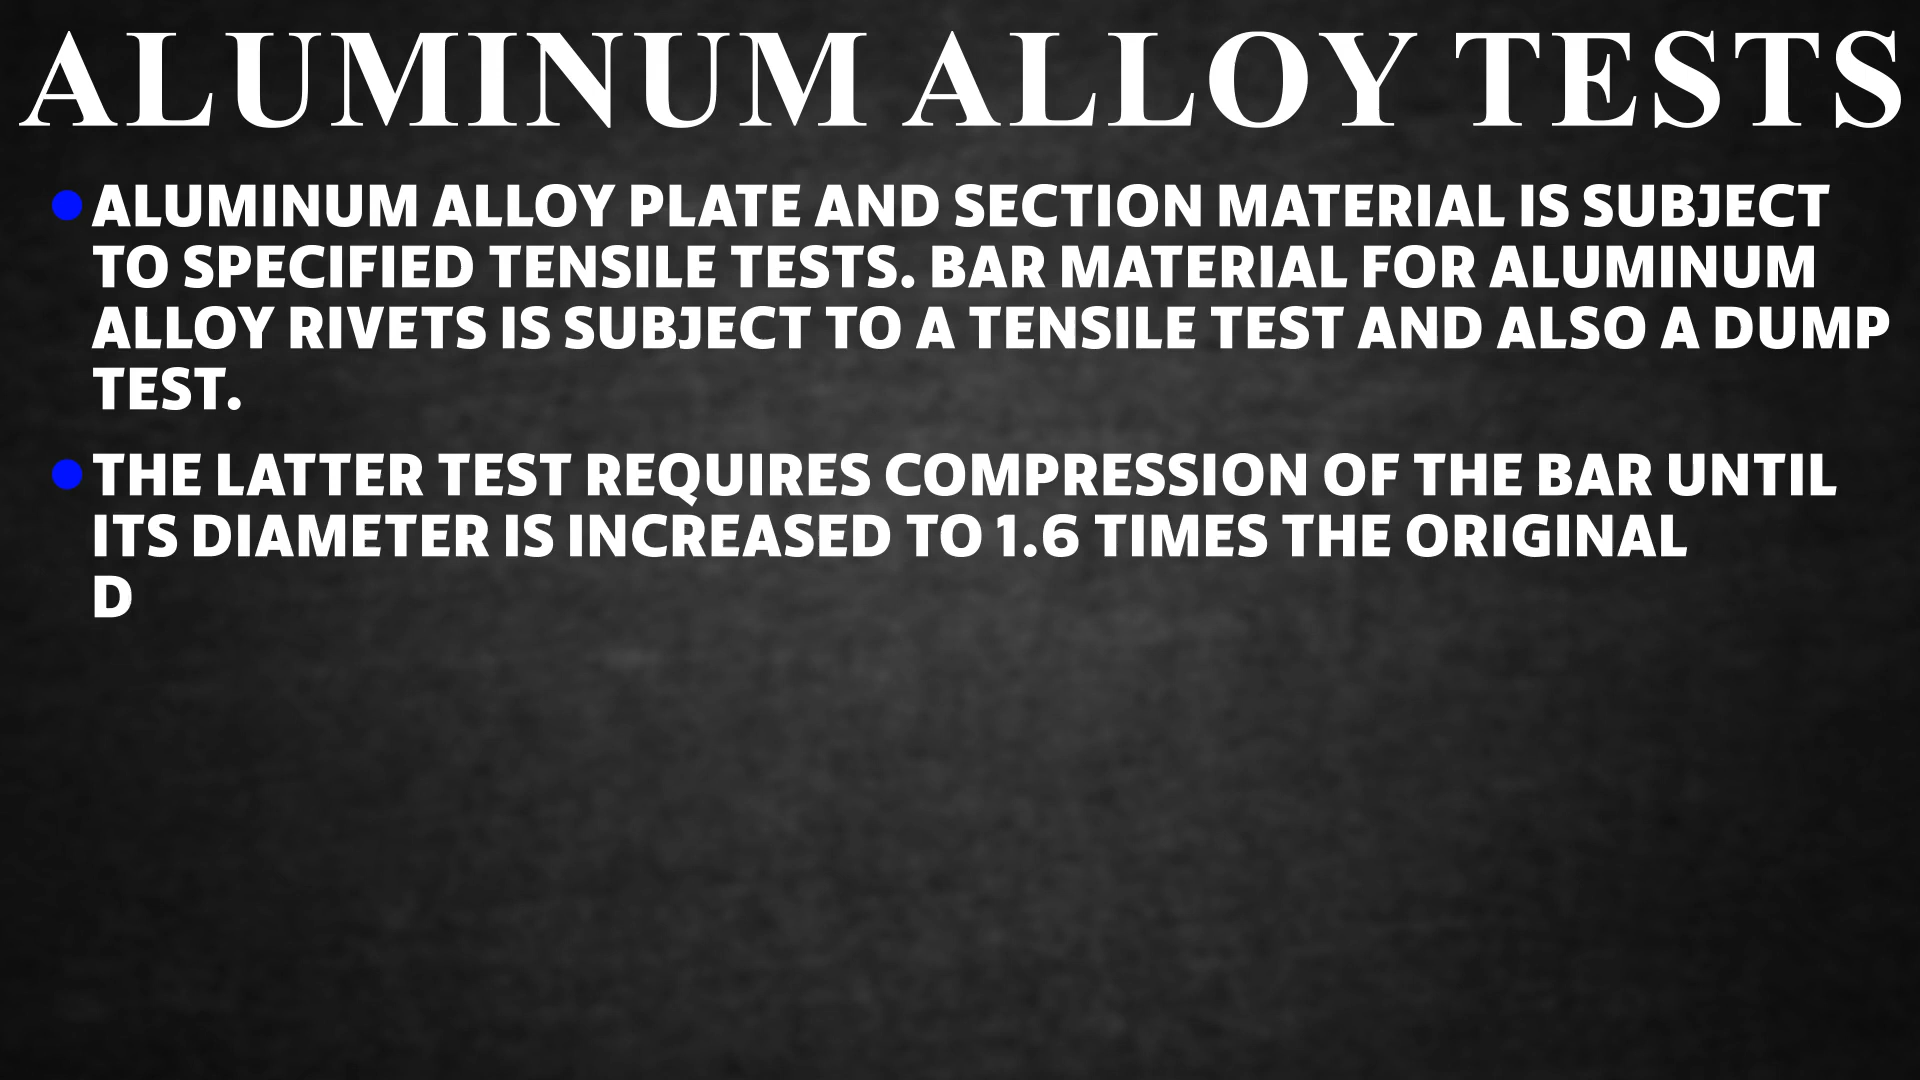 ALUMINUM ALLOY TESTS
ALUMINUM ALLOY PLATE AND SECTION MATERIAL IS SUBJECT
TO SPECIFIED TENSILE TESTS. BAR MATERIAL FOR ALUMINUM
ALLOY RIVETS IS SUBJECT TO A TENSILE TEST AND ALSO A DUMP
TEST.
THE LATTER TEST REQUIRES COMPRESSION OF THE BAR UNTIL
ITS DIAMETER IS INCREASED TO 1.6 TIMES THE ORIGINAL
D